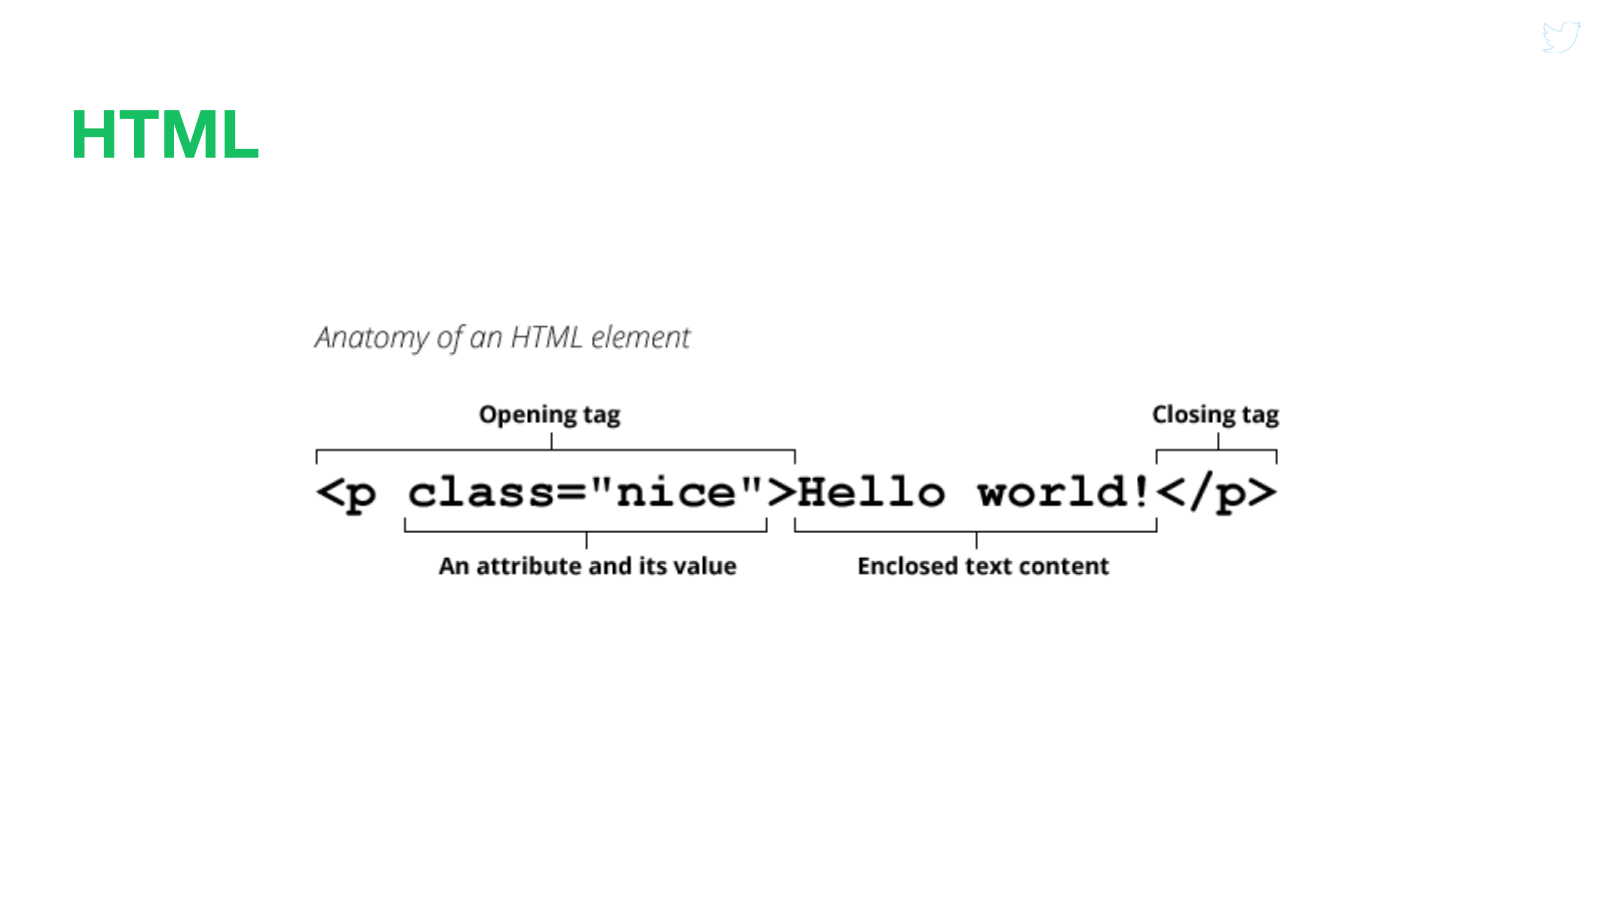 HTML
Anatomy of an HTML element
Opening tag Closing tag
<p class="nice">Hello world!</p>
An attribute and its value Enclosed text content